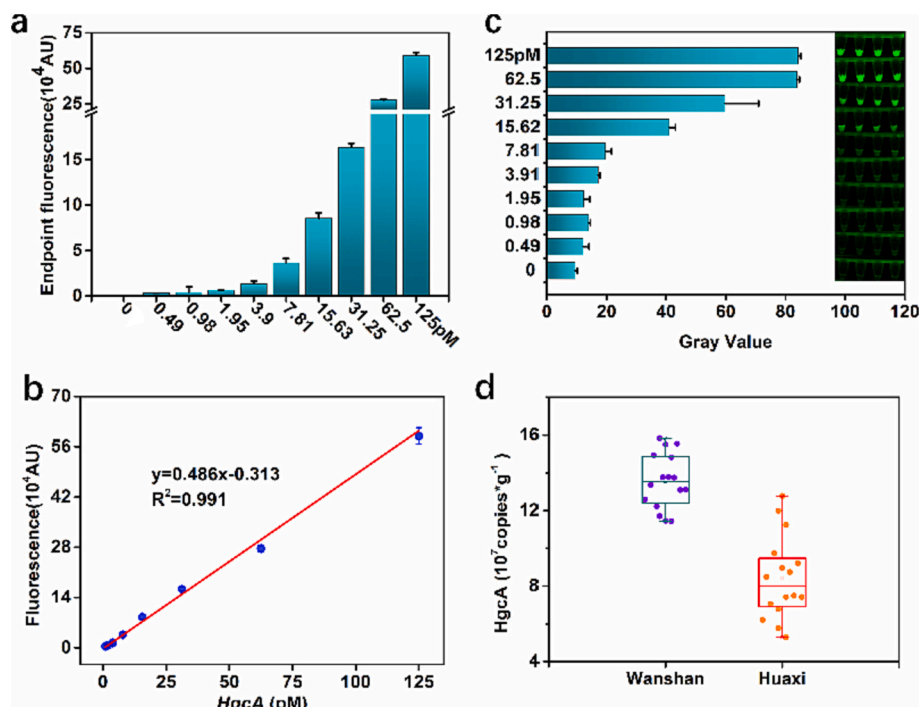 a
Endpoint fluorescence(10⁴AU)
75
50
25
15
10
5
0
0
0.49
0.98
1.95
3.9
7.81
15.63
31.25
62.5
125pM
c
125pM
62.5
31.25
15.62
7.81
3.91
1.95
0.98
0.49
0
0 20 40 60 80 100 120
Gray Value
b
Fluorescence(10⁴AU)
70
56
42
28
14
0
y=0.486x-0.313
R²=0.991
0 25 50 75 100 125
HgcA (pM)
d
HgcA (10⁷copies*g⁻¹)
16
12
8
4
Wanshan Huaxi